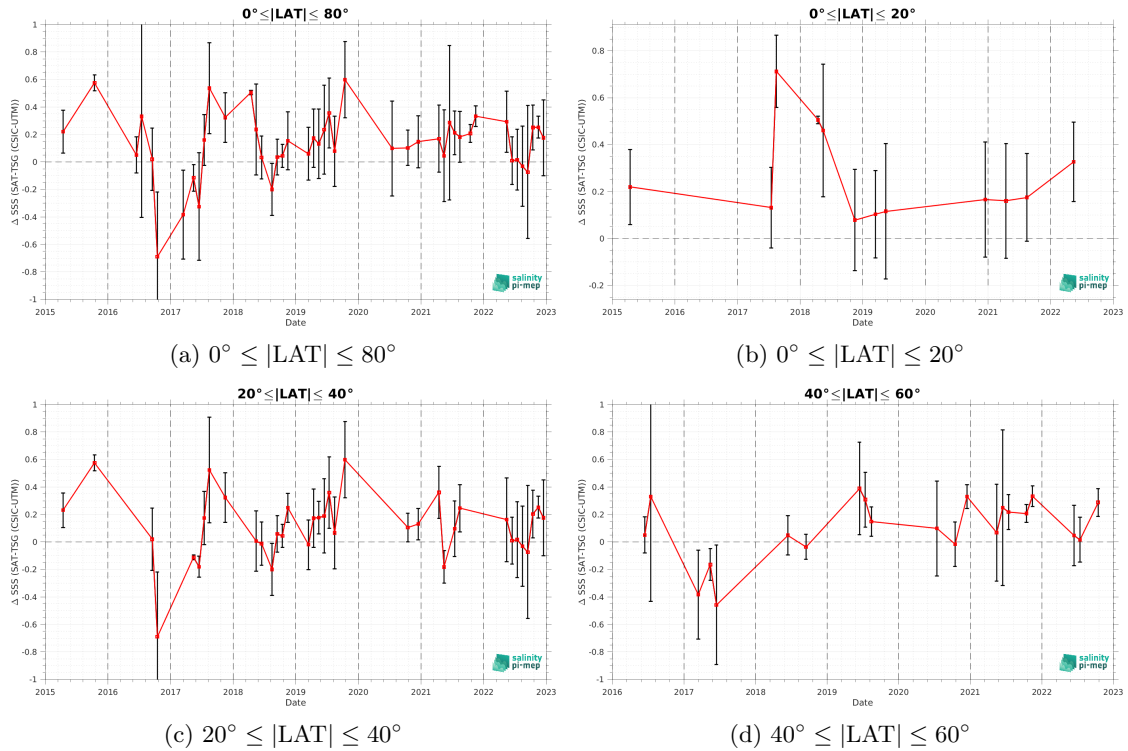 0°≤|LAT|≤ 80°
Δ SSS (SAT-TSG (CSIC-UTM))
1
0.8
0.6
0.4
0.2
0
-0.2
-0.4
-0.6
-0.8
-1
2015 2016 2017 2018 2019 2020 2021 2022 2023
Date
salinity
pi-mep
(a) 0° ≤ |LAT| ≤ 80°
0°≤|LAT|≤ 20°
Δ SSS (SAT-TSG (CSIC-UTM))
0.8
0.6
0.4
0.2
0
-0.2
2015 2016 2017 2018 2019 2020 2021 2022 2023
Date
salinity
pi-mep
(b) 0° ≤ |LAT| ≤ 20°
20°≤|LAT|≤ 40°
Δ SSS (SAT-TSG (CSIC-UTM))
1
0.8
0.6
0.4
0.2
0
-0.2
-0.4
-0.6
-0.8
-1
2015 2016 2017 2018 2019 2020 2021 2022 2023
Date
salinity
pi-mep
(c) 20° ≤ |LAT| ≤ 40°
40°≤|LAT|≤ 60°
Δ SSS (SAT-TSG (CSIC-UTM))
1
0.8
0.6
0.4
0.2
0
-0.2
-0.4
-0.6
-0.8
-1
2016 2017 2018 2019 2020 2021 2022 2023
Date
salinity
pi-mep
(d) 40° ≤ |LAT| ≤ 60°